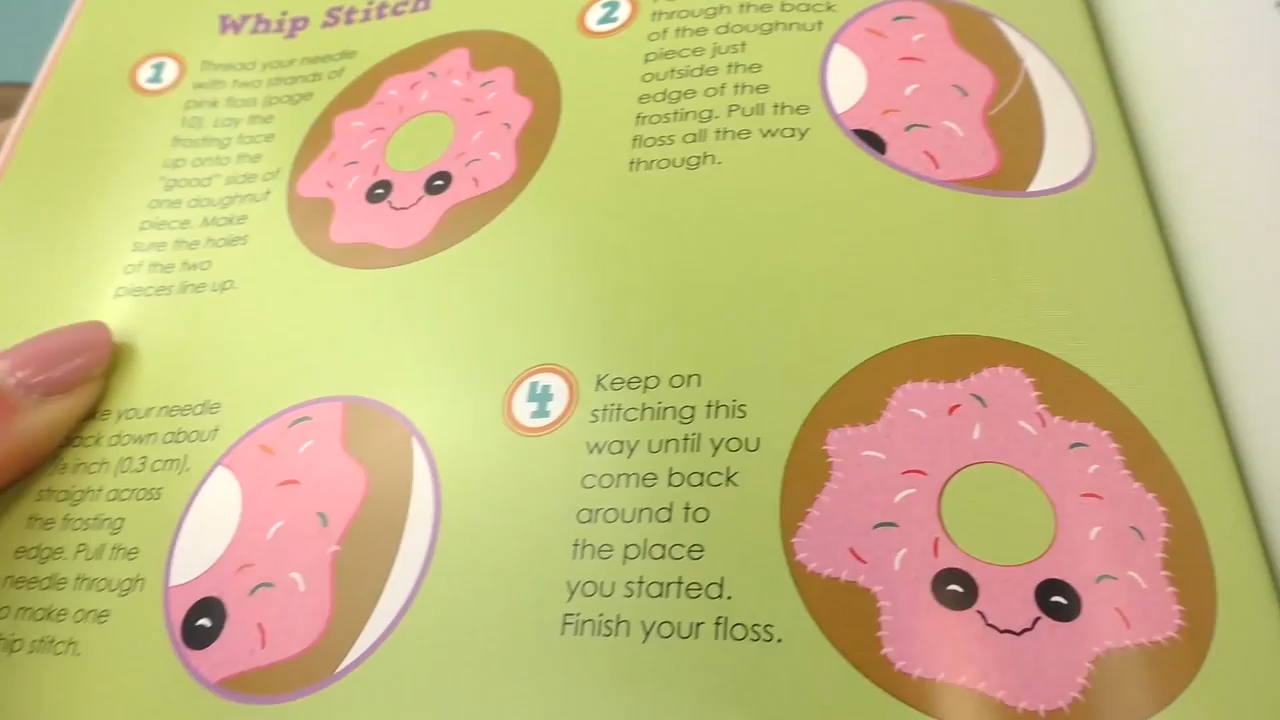 Whip Stitch
1
Thread your needle
with two strands of
pink floss (page
10). Lay the
frosting face
up onto the
"good" side of
one doughnut
piece. Make
sure the holes
of the two
pieces line up.
2
through the back
of the doughnut
piece just
outside the
edge of the
frosting. Pull the
floss all the way
through.
your needle
back down about
inch (0.3 cm),
straight across
the frosting
edge. Pull the
needle through
to make one
whip stitch.
4
Keep on
stitching this
way until you
come back
around to
the place
you started.
Finish your floss.